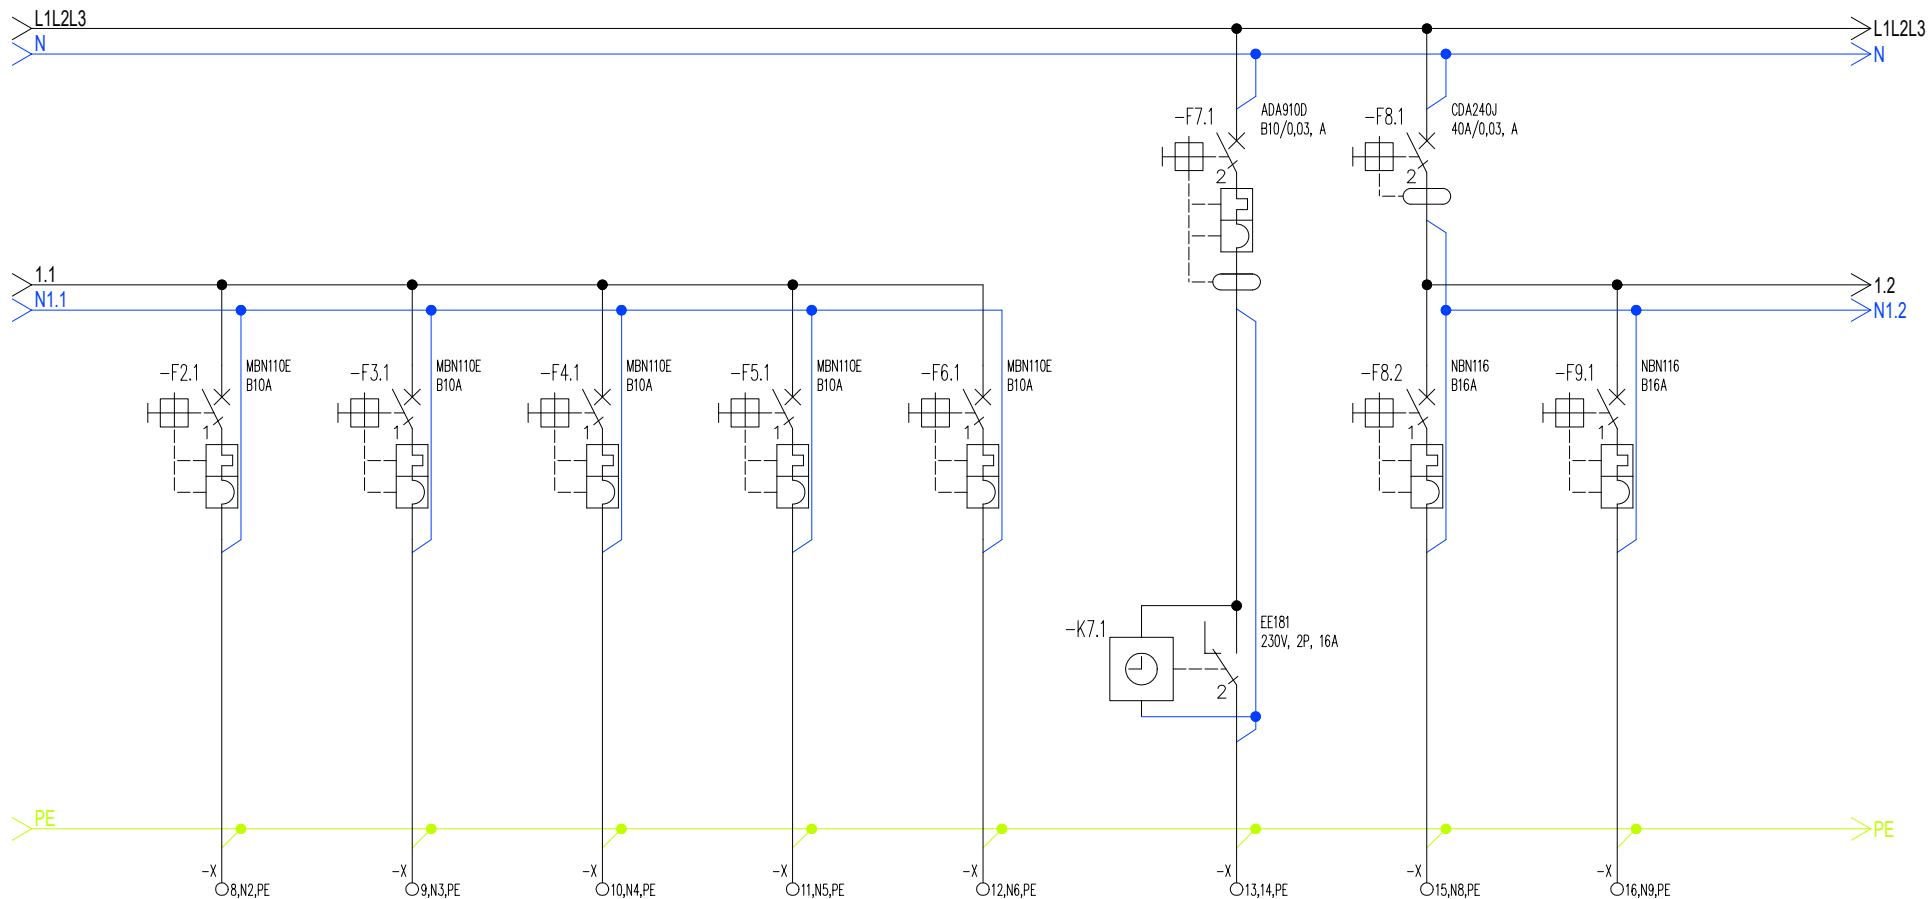 L1L2L3
L1L2L3
N
N
-F7.1
ADA910D
B10/0,03, A
2
-F8.1
CDA240J
40A/0,03, A
2
1.1
1.2
N1.1
N1.2
-F2.1
MBN110E
B10A
1
-F3.1
MBN110E
B10A
1
-F4.1
MBN110E
B10A
1
-F5.1
MBN110E
B10A
1
-F6.1
MBN110E
B10A
1
-F8.2
NBN116
B16A
1
-F9.1
NBN116
B16A
1
-K7.1
EE181
230V, 2P, 16A
2
PE
PE
-X
8,N2,PE
-X
9,N3,PE
-X
10,N4,PE
-X
11,N5,PE
-X
12,N6,PE
-X
13,14,PE
-X
15,N8,PE
-X
16,N9,PE